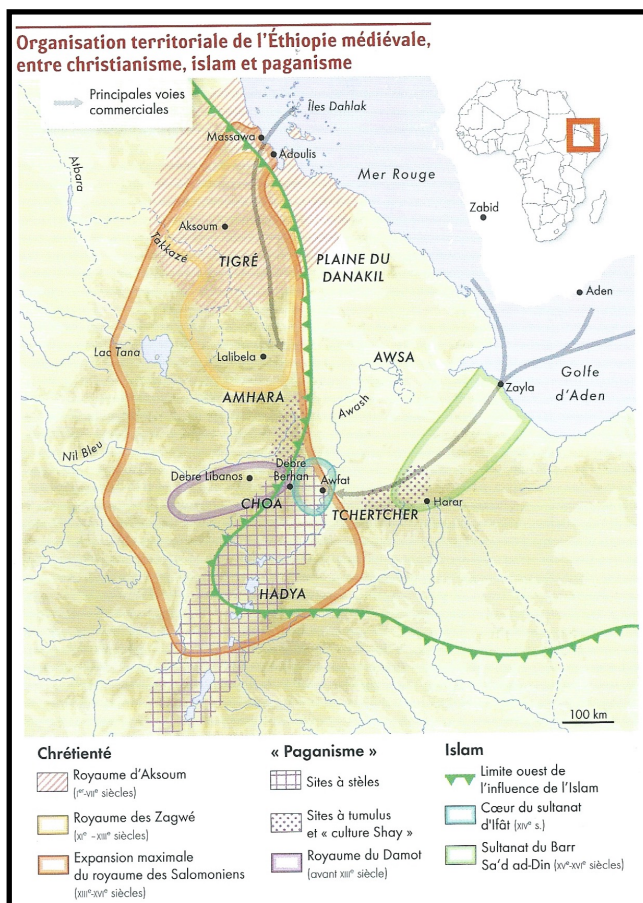 Organisation territoriale de l'Éthiopie médiévale,
entre christianisme, islam et paganisme
Principales voies
commerciales
Îles Dahlak
Massawa
Adoulis
Mer Rouge
Atbara
Zabid
Aksoum
Takkazé
TIGRÉ
PLAINE DU
DANAKIL
Aden
Lac Tana
Lalibela
AWSA
Golfe
d'Aden
Zayla
AMHARA
Awash
Nil Bleu
Debre Libanos
Debre
Berhan
Awfat
CHOA
TCHERTCHER
Harar
HADYA
100 km
Chrétienté
Royaume d'Aksoum
(Ier-VIIe siècles)
Royaume des Zagwé
(XIe -XIIIe siècles)
Expansion maximale
du royaume des Salomoniens
(XIIIe-XVIe siècles)
« Paganisme »
Sites à stèles
Sites à tumulus
et « culture Shay »
Royaume du Damot
(avant XIIIe siècle)
Islam
Limite ouest de
l'influence de l'Islam
Cœur du sultanat
d'Ifât (XIVe s.)
Sultanat du Barr
Sa'd ad-Din (XVe-XVIe siècles)